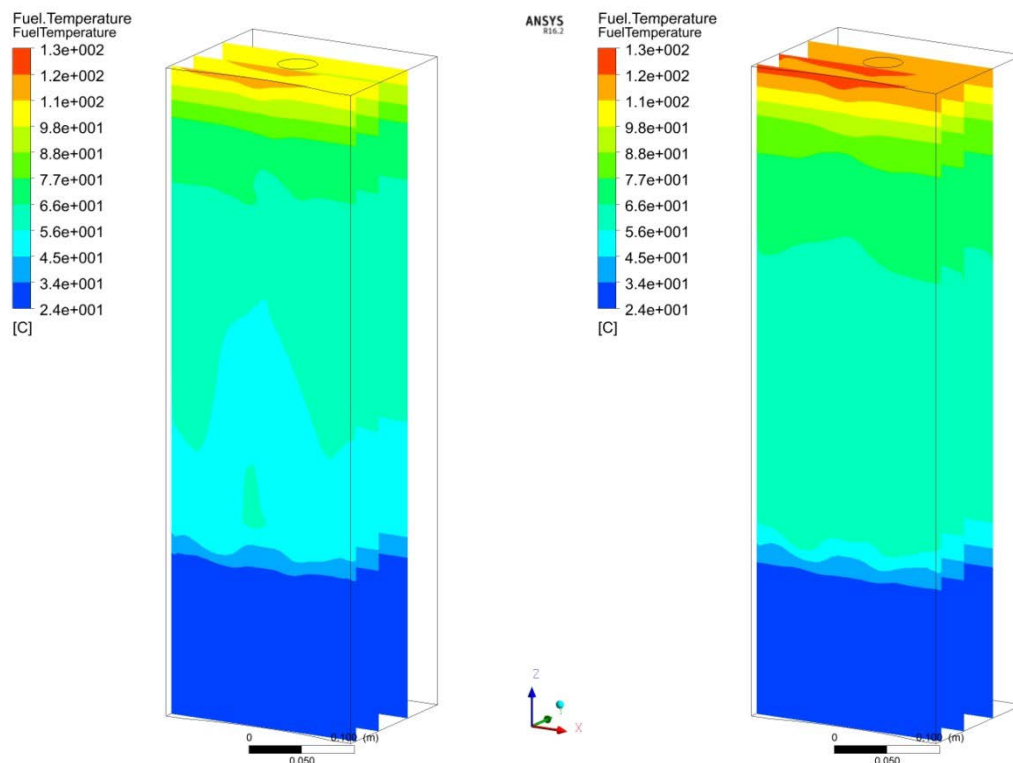 Fuel.Temperature
FuelTemperature
1.3e+002
1.2e+002
1.1e+002
9.8e+001
8.8e+001
7.7e+001
6.6e+001
5.6e+001
4.5e+001
3.4e+001
2.4e+001
[C]
0 0.100 (m)
0.050
ANSYS
R16.2
Z
X
Fuel.Temperature
FuelTemperature
1.3e+002
1.2e+002
1.1e+002
9.8e+001
8.8e+001
7.7e+001
6.6e+001
5.6e+001
4.5e+001
3.4e+001
2.4e+001
[C]
0 0.100 (m)
0.050